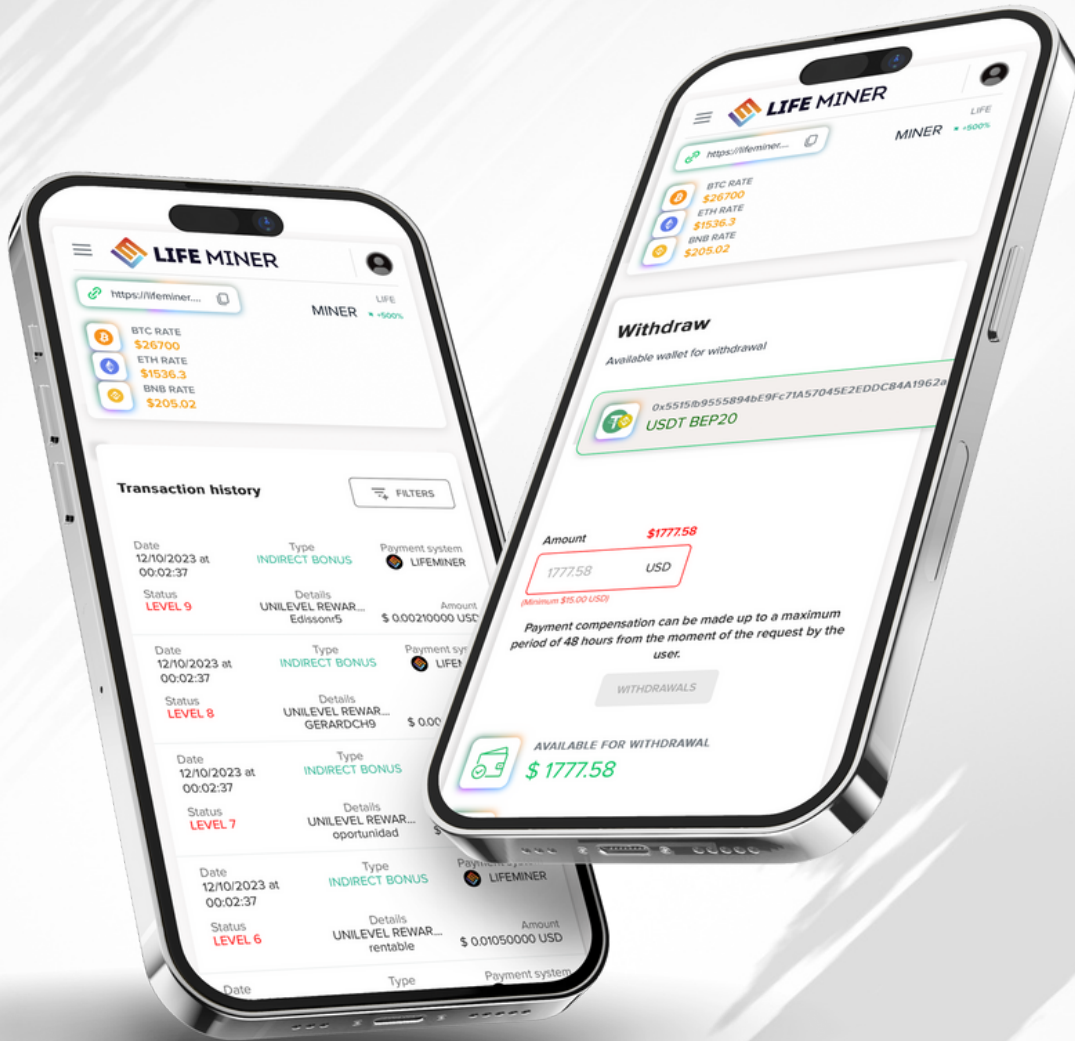 LIFE MINER
https://lifeminer....
LIFE
MINER +500%
BTC RATE
$26700
ETH RATE
$1536.3
BNB RATE
$205.02
Transaction history
FILTERS
Date
12/10/2023 at
00:02:37
Type
INDIRECT BONUS
Payment system
LIFEMINER
Status
LEVEL 9
Details
UNILEVEL REWAR...
Edissonr5
Amount
$ 0.00210000 USD
Date
12/10/2023 at
00:02:37
Type
INDIRECT BONUS
Payment
Status
LEVEL 8
Details
UNILEVEL REWAR...
GERARDCH9
$ 0.00
Date
12/10/2023 at
00:02:37
Type
INDIRECT BONUS
Status
LEVEL 7
Details
UNILEVEL REWAR...
oportunidad
$
Date
12/10/2023 at
00:02:37
Type
INDIRECT BONUS
LIFEMINER
Status
LEVEL 6
Details
UNILEVEL REWAR...
rentable
Amount
$ 0.01050000 USD
Date
Type
Payment system
LIFE MINER
https://lifeminer....
LIFE
MINER +500%
BTC RATE
$26700
ETH RATE
$1536.3
BNB RATE
$205.02
Withdraw
Available wallet for withdrawal
0x5515fb9555894bE9Fc71A57045E2EDDC84A1962a
USDT BEP20
Amount
$1777.58
1777.58 USD
(Minimum $15.00 USD)
Payment compensation can be made up to a maximum
period of 48 hours from the moment of the request by the
user.
WITHDRAWALS
AVAILABLE FOR WITHDRAWAL
$ 1777.58